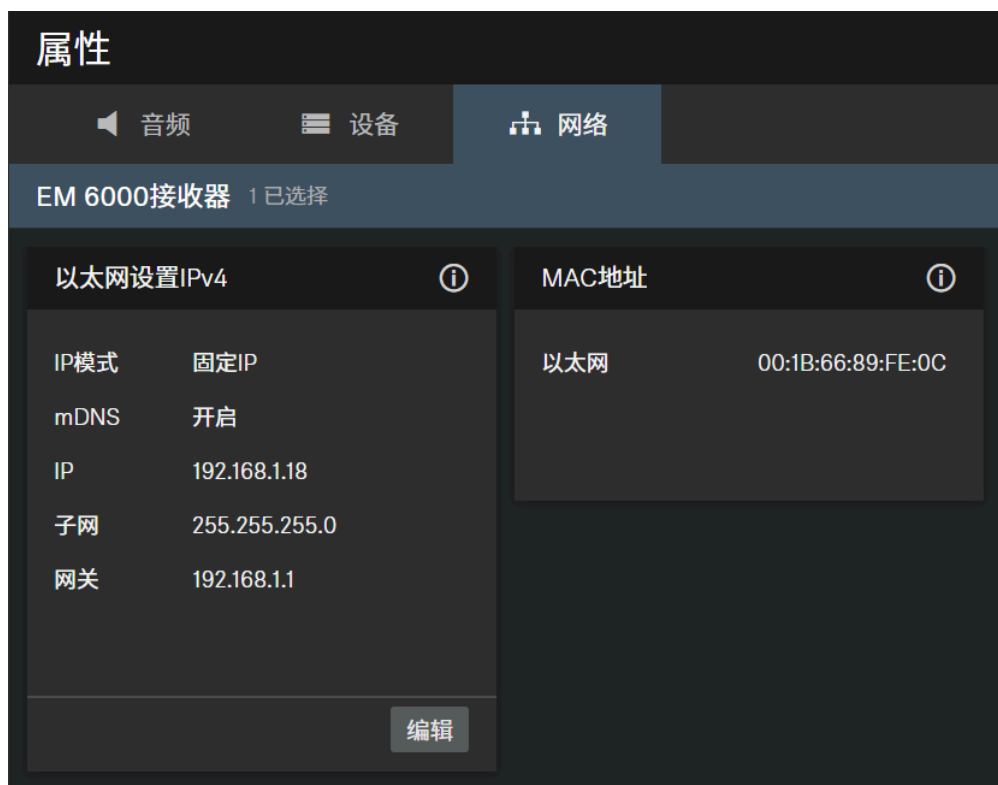 属性
音频 设备 网络
EM 6000接收器 1 已选择
以太网设置IPv4
IP模式 固定IP
mDNS 开启
IP 192.168.1.18
子网 255.255.255.0
网关 192.168.1.1
编辑
MAC地址
以太网 00:1B:66:89:FE:0C